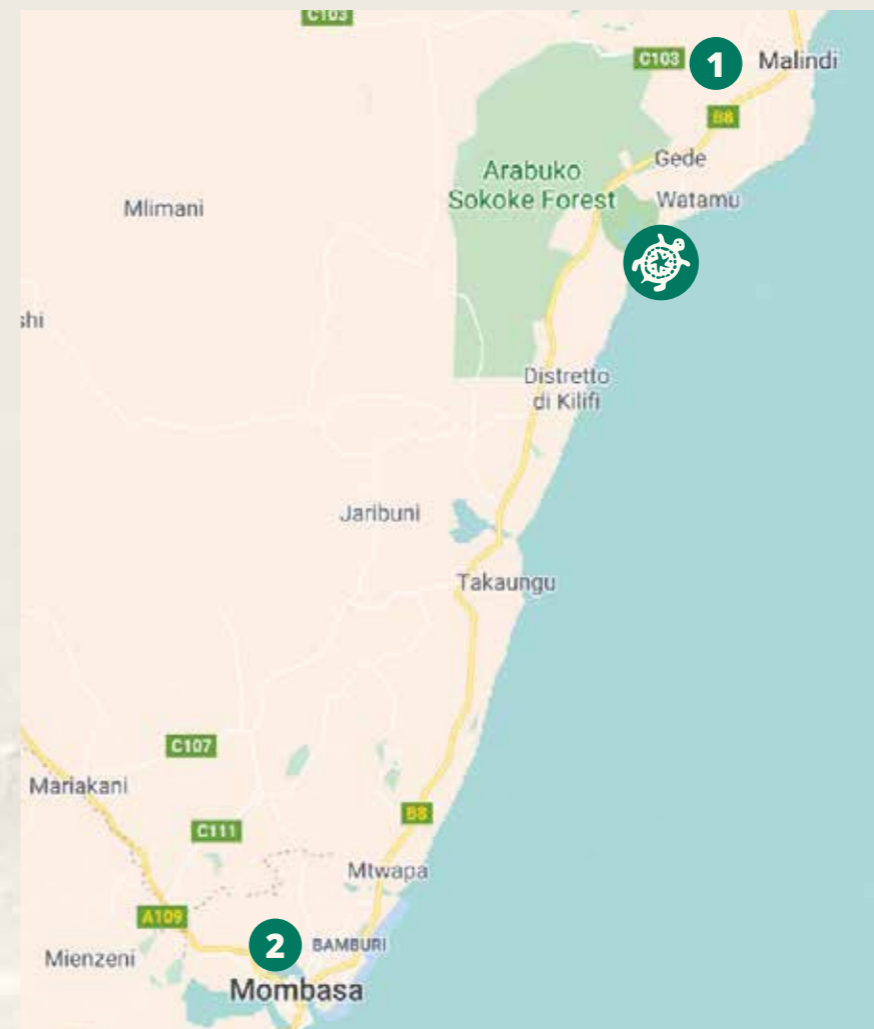 C103
C103
1
Malindi
B8
Gede
Arabuko
Sokoke Forest
Watamu
Mlimani
shi
Distretto
di Kilifi
Jaribuni
Takaungu
C107
Mariakani
B8
C111
Mtwapa
A109
2
BAMBURI
Mienzeni
Mombasa